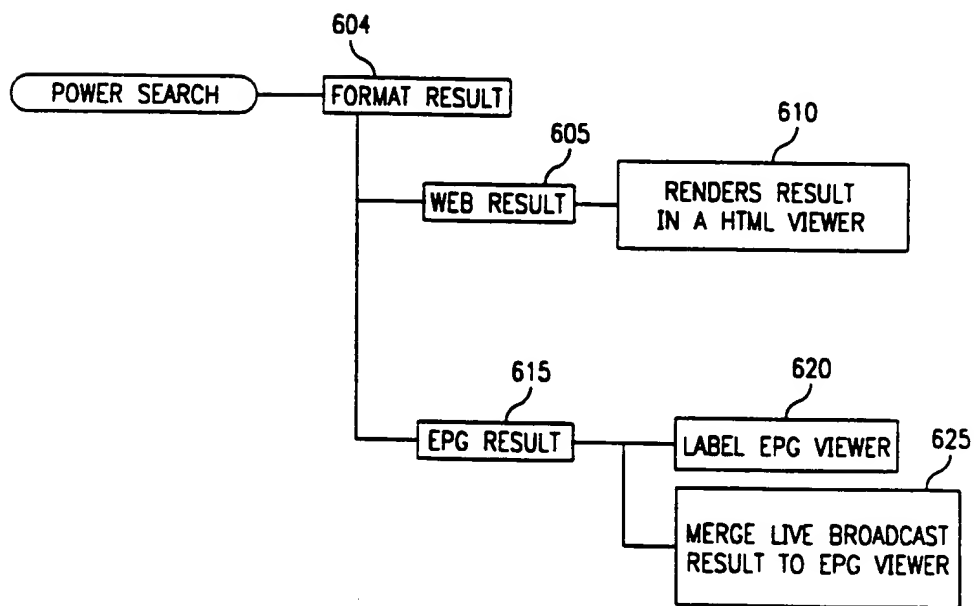 604
POWER SEARCH
FORMAT RESULT
605
610
WEB RESULT
RENDERS RESULT
IN A HTML VIEWER
615
620
EPG RESULT
LABEL EPG VIEWER
625
MERGE LIVE BROADCAST
RESULT TO EPG VIEWER